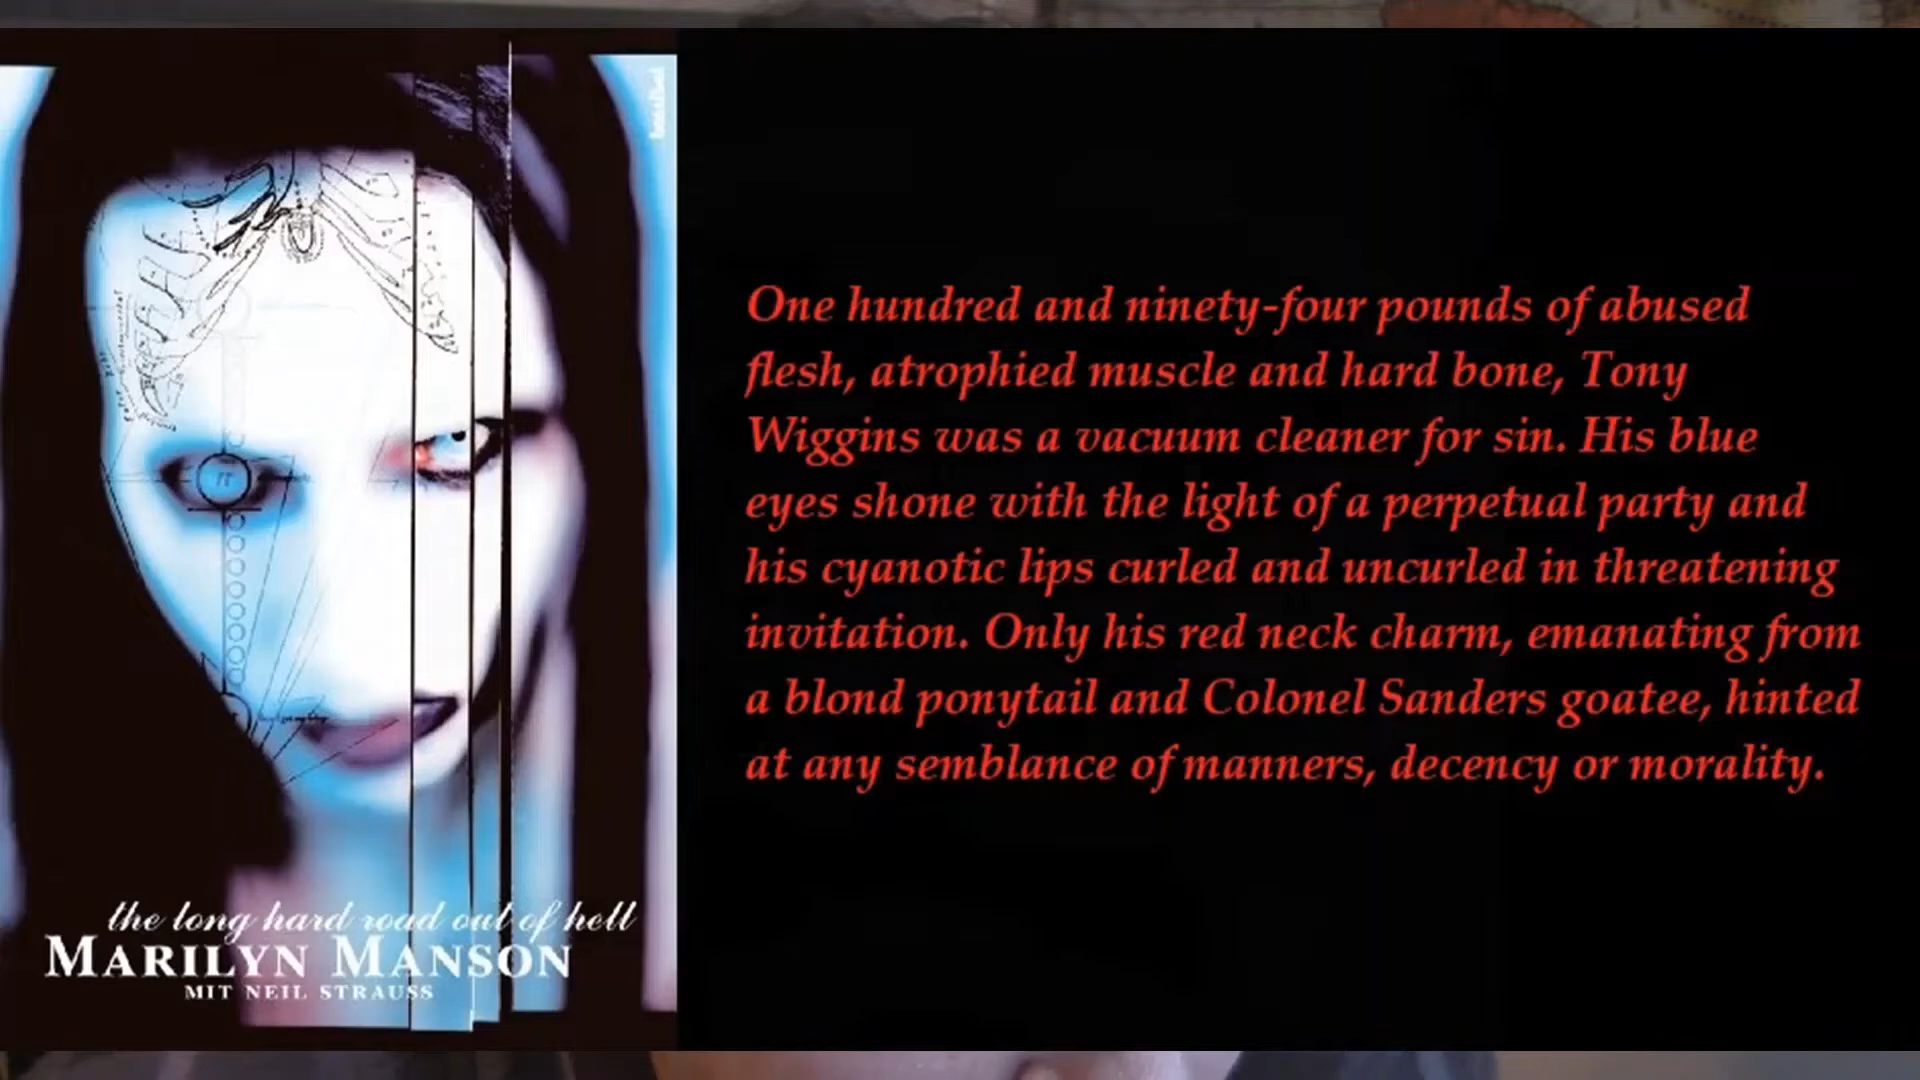 the long hard road out of hell
MARILYN MANSON
MIT NEIL STRAUSS
One hundred and ninety-four pounds of abused
flesh, atrophied muscle and hard bone, Tony
Wiggins was a vacuum cleaner for sin. His blue
eyes shone with the light of a perpetual party and
his cyanotic lips curled and uncurled in threatening
invitation. Only his red neck charm, emanating from
a blond ponytail and Colonel Sanders goatee, hinted
at any semblance of manners, decency or morality.